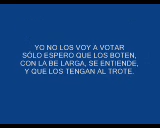 YO NO LOS VOY A VOTAR
SÓLO ESPERO QUE LOS BOTEN,
CON LA BE LARGA, SE ENTIENDE,
Y QUE LOS TENGAN AL TROTE.